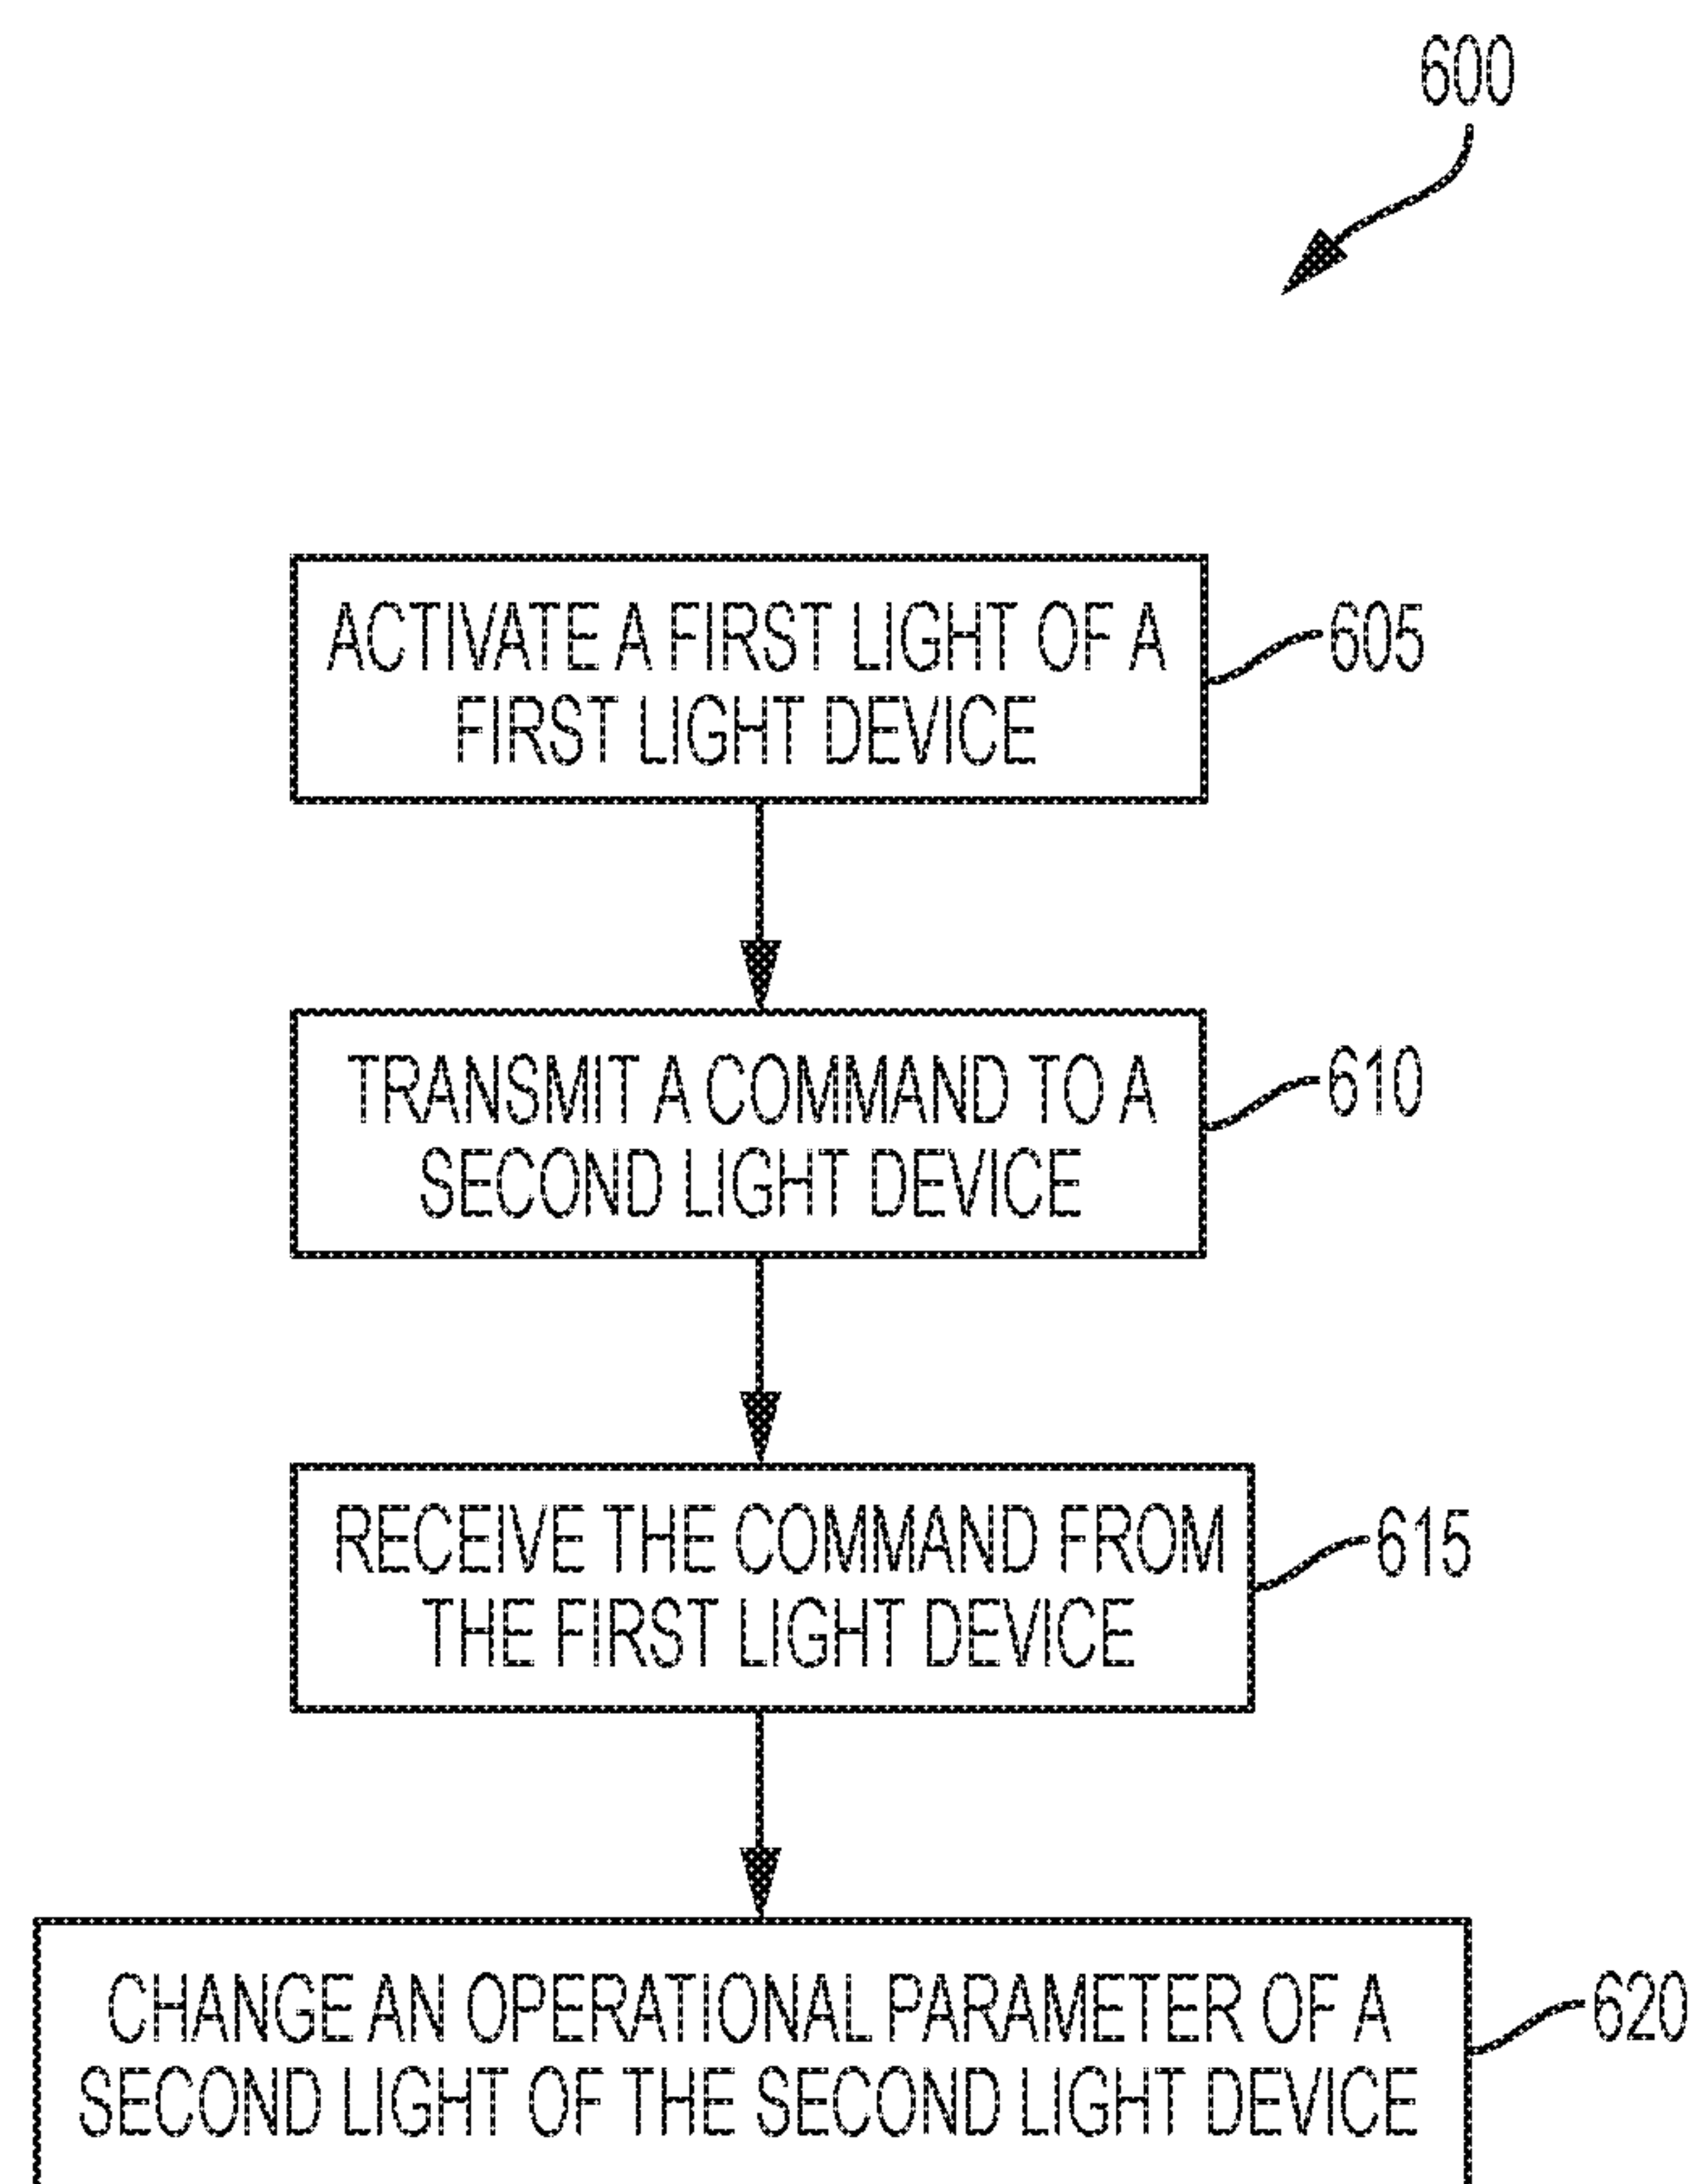 600
ACTIVATE A FIRST LIGHT OF A
FIRST LIGHT DEVICE
605
TRANSMIT A COMMAND TO A
SECOND LIGHT DEVICE
610
RECEIVE THE COMMAND FROM
THE FIRST LIGHT DEVICE
615
CHANGE AN OPERATIONAL PARAMETER OF A
SECOND LIGHT OF THE SECOND LIGHT DEVICE
620